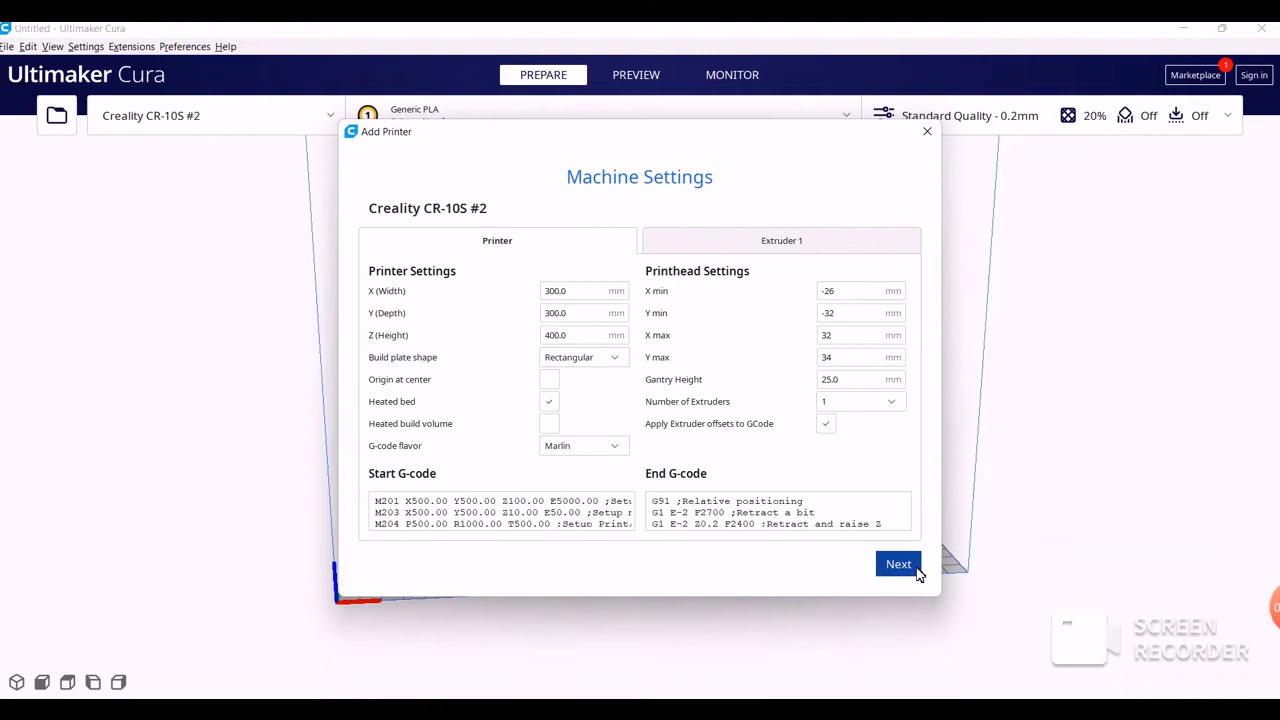 Untitled - Ultimaker Cura
File Edit View Settings Extensions Preferences Help
Ultimaker Cura
PREPARE
PREVIEW
MONITOR
Marketplace
1
Sign in
Creality CR-10S #2
1
Generic PLA
Standard Quality - 0.2mm
20%
Off
Off
Add Printer
Machine Settings
Creality CR-10S #2
Printer
Extruder 1
Printer Settings
X (Width) 300.0 mm
Y (Depth) 300.0 mm
Z (Height) 400.0 mm
Build plate shape Rectangular
Origin at center
Heated bed
Heated build volume
G-code flavor Marlin
Printhead Settings
X min -26 mm
Y min -32 mm
X max 32 mm
Y max 34 mm
Gantry Height 25.0 mm
Number of Extruders 1
Apply Extruder offsets to GCode
Start G-code
M201 X500.00 Y500.00 Z100.00 E5000.00 ;Setu
M203 X500.00 Y500.00 Z10.00 E50.00 ;Setup
M204 P500.00 R1000.00 T500.00 ;Setup Print/
End G-code
G91 ;Relative positioning
G1 E-2 F2700 ;Retract a bit
G1 E-2 Z0.2 F2400 ;Retract and raise Z
Next
SCREEN
RECORDER